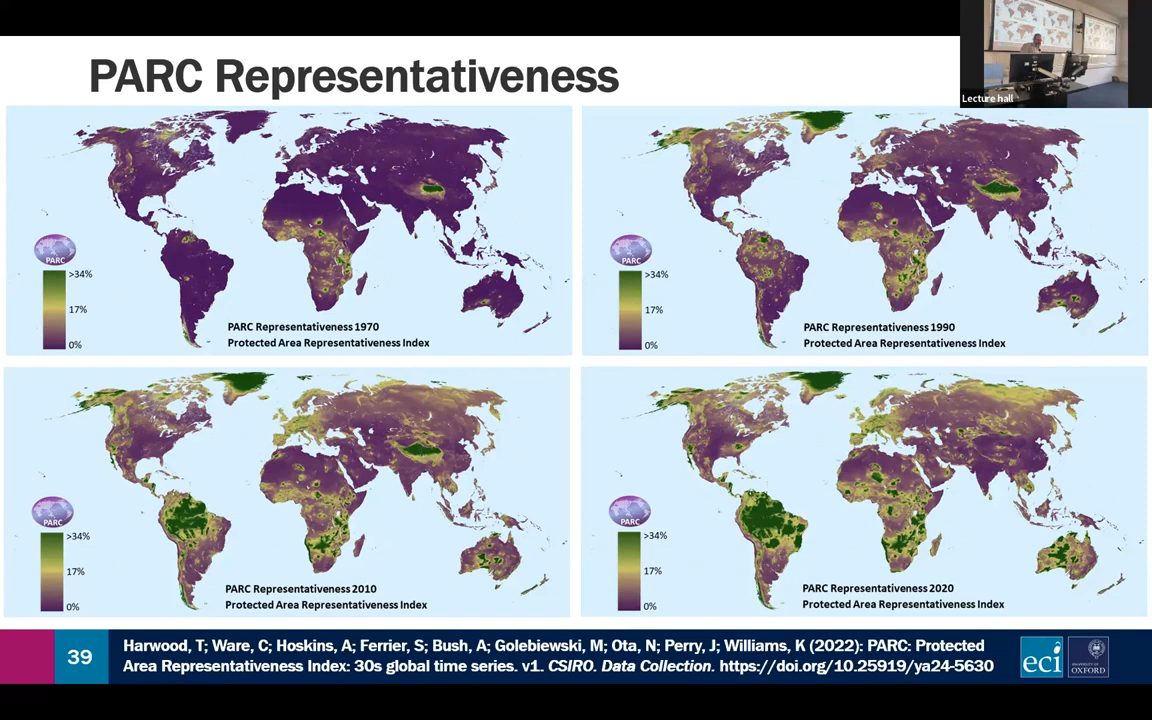 PARC Representativeness
Lecture hall
PARC
>34%
17%
0%
PARC Representativeness 1970
Protected Area Representativeness Index
PARC
>34%
17%
0%
PARC Representativeness 1990
Protected Area Representativeness Index
PARC
>34%
17%
0%
PARC Representativeness 2010
Protected Area Representativeness Index
PARC
>34%
17%
0%
PARC Representativeness 2020
Protected Area Representativeness Index
39
Harwood, T; Ware, C; Hoskins, A; Ferrier, S; Bush, A; Golebiewski, M; Ota, N; Perry, J; Williams, K (2022): PARC: Protected
Area Representativeness Index: 30s global time series. v1. CSIRO. Data Collection. https://doi.org/10.25919/ya24-5630
eci
UNIVERSITY OF
OXFORD